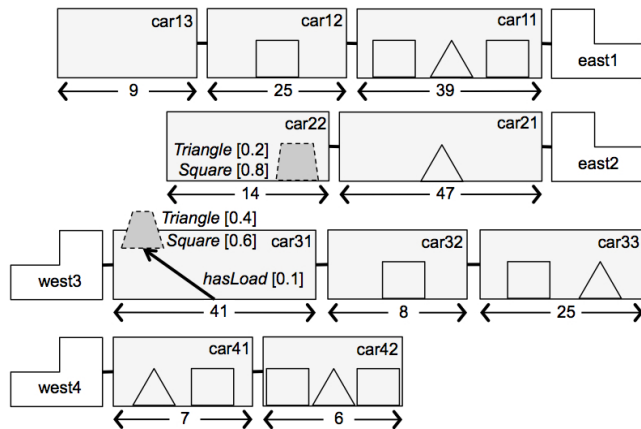 car13 car12 car11
east1
9 25 39
car22 car21
Triangle [0.2]
Square [0.8]
east2
14 47
Triangle [0.4]
Square [0.6] car31 car32 car33
west3
hasLoad [0.1]
41 8 25
car41 car42
west4
7 6